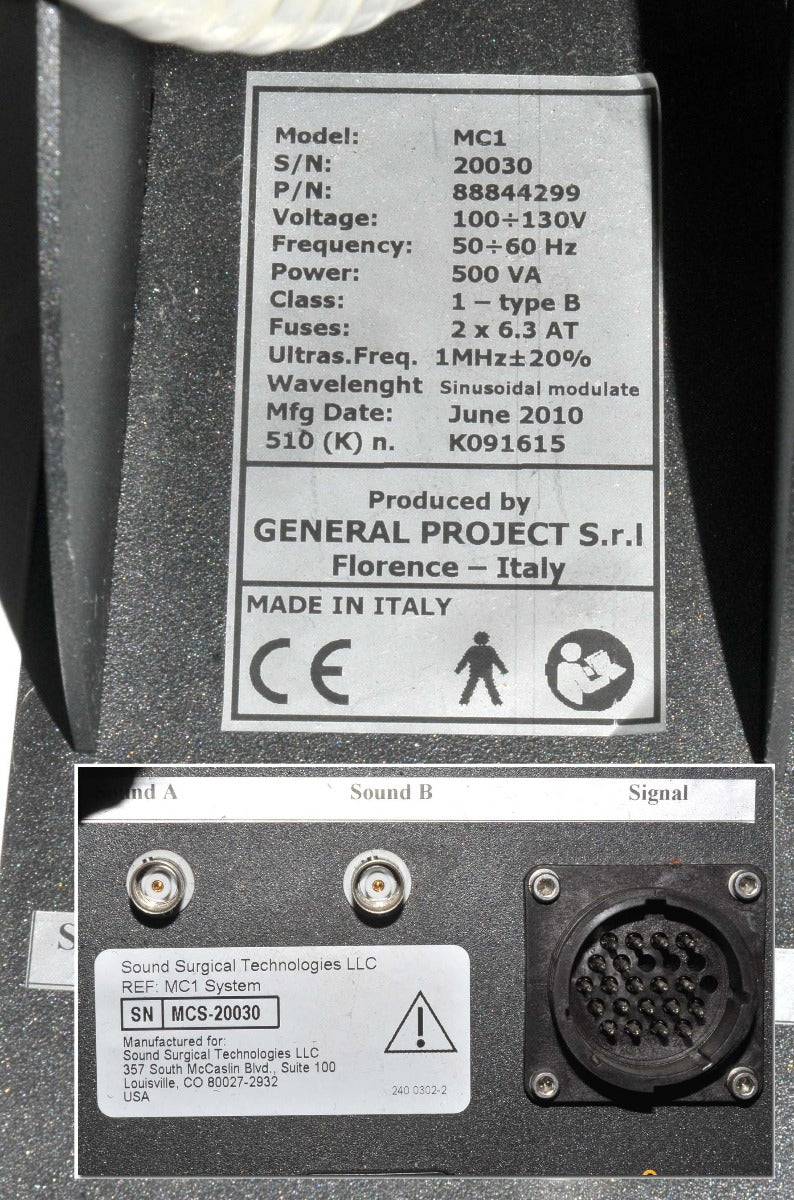 Model: MC1
S/N: 20030
P/N: 88844299
Voltage: 100÷130V
Frequency: 50÷60 Hz
Power: 500 VA
Class: 1 – type B
Fuses: 2 x 6.3 AT
Ultras.Freq. 1MHz±20%
Wavelenght Sinusoidal modulate
Mfg Date: June 2010
510 (K) n. K091615
Produced by
GENERAL PROJECT S.r.l
Florence – Italy
MADE IN ITALY
CE
Sound A Sound B Signal
Sound Surgical Technologies LLC
REF: MC1 System
SN MCS-20030
Manufactured for:
Sound Surgical Technologies LLC
357 South McCaslin Blvd., Suite 100
Louisville, CO 80027-2932
USA
240 0302-2